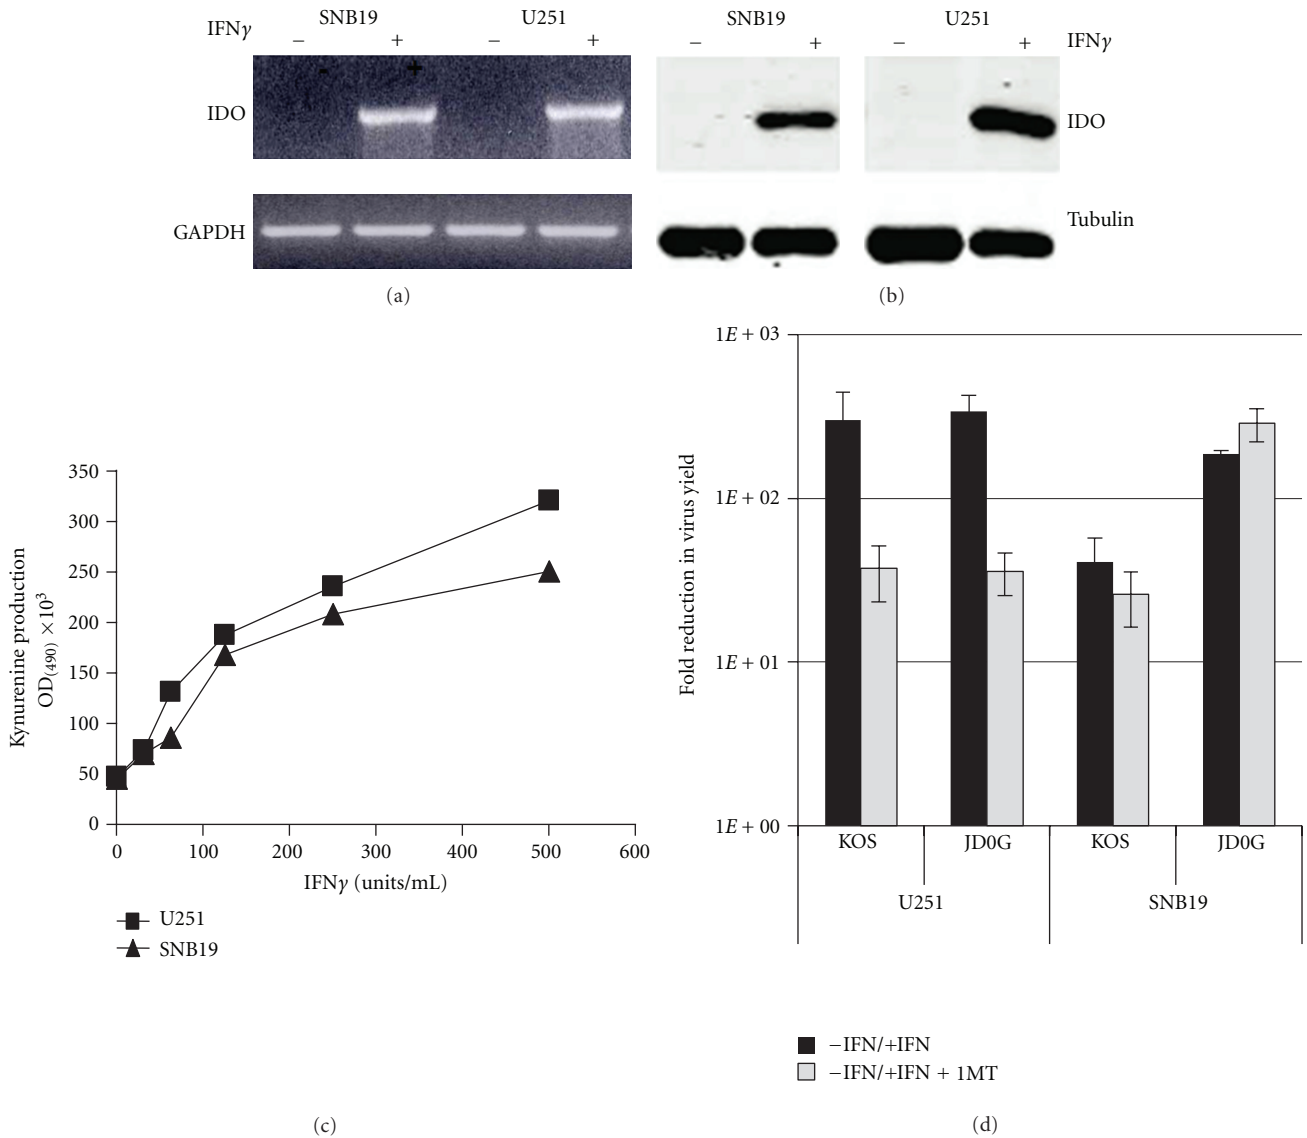 SNB19 U251
IFNγ − + − +
IDO
GAPDH
(a)
SNB19 U251
− + − + IFNγ
IDO
Tubulin
(b)
Kynurenine production
OD(490) ×10³
350
300
250
200
150
100
50
0
0 100 200 300 400 500 600
IFNγ (units/mL)
U251
SNB19
(c)
Fold reduction in virus yield
1E + 03
1E + 02
1E + 01
1E + 00
KOS JD0G KOS JD0G
U251 SNB19
−IFN/+IFN
−IFN/+IFN + 1MT
(d)